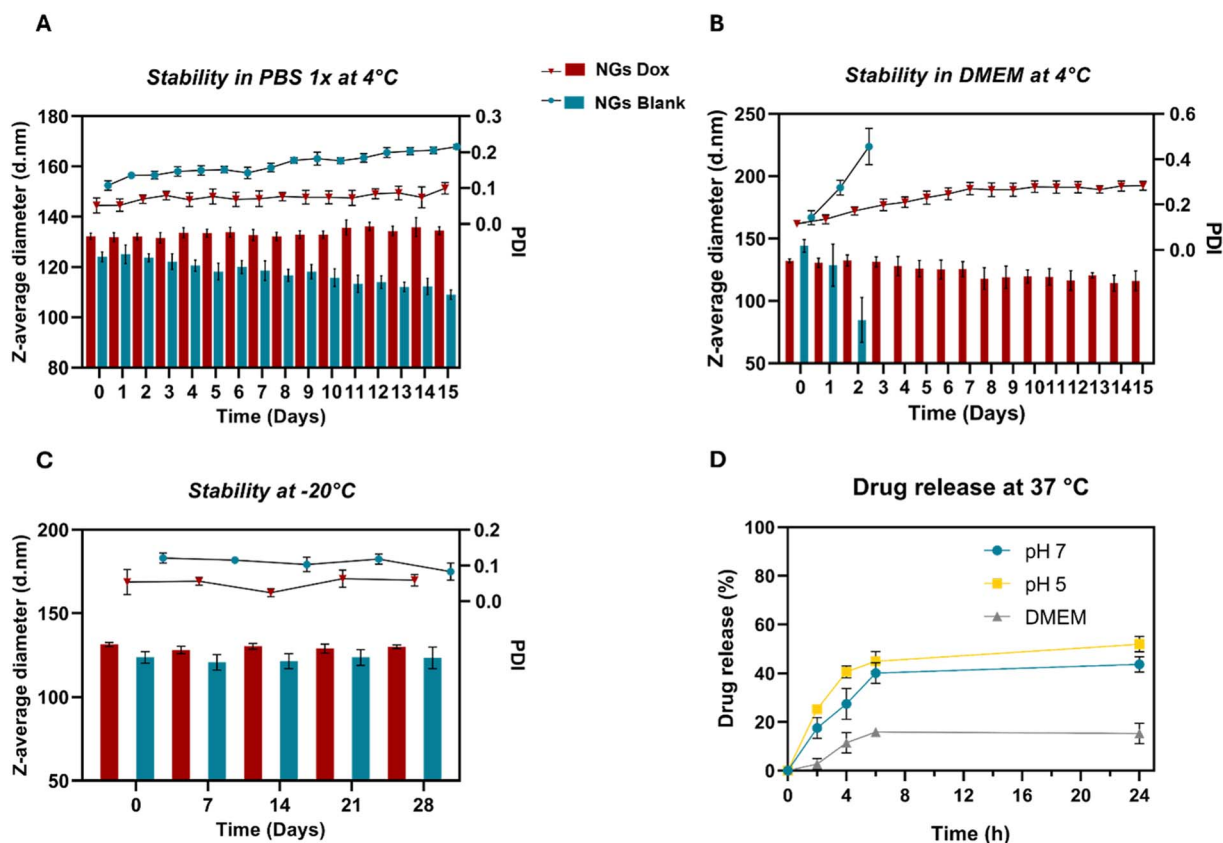 A
Stability in PBS 1x at 4°C
Z-average diameter (d.nm)
180
160
140
120
100
80
0.3
0.2
0.1
0.0
PDI
0 1 2 3 4 5 6 7 8 9 10 11 12 13 14 15
Time (Days)
NGs Dox
NGs Blank
B
Stability in DMEM at 4°C
Z-average diameter (d.nm)
250
200
150
100
50
0.6
0.4
0.2
0.0
PDI
0 1 2 3 4 5 6 7 8 9 10 11 12 13 14 15
Time (Days)
C
Stability at -20°C
Z-average diameter (d.nm)
200
150
100
50
0.2
0.1
0.0
PDI
0 7 14 21 28
Time (Days)
D
Drug release at 37 °C
Drug release (%)
100
80
60
40
20
0
pH 7
pH 5
DMEM
0 4 8 12 16 20 24
Time (h)